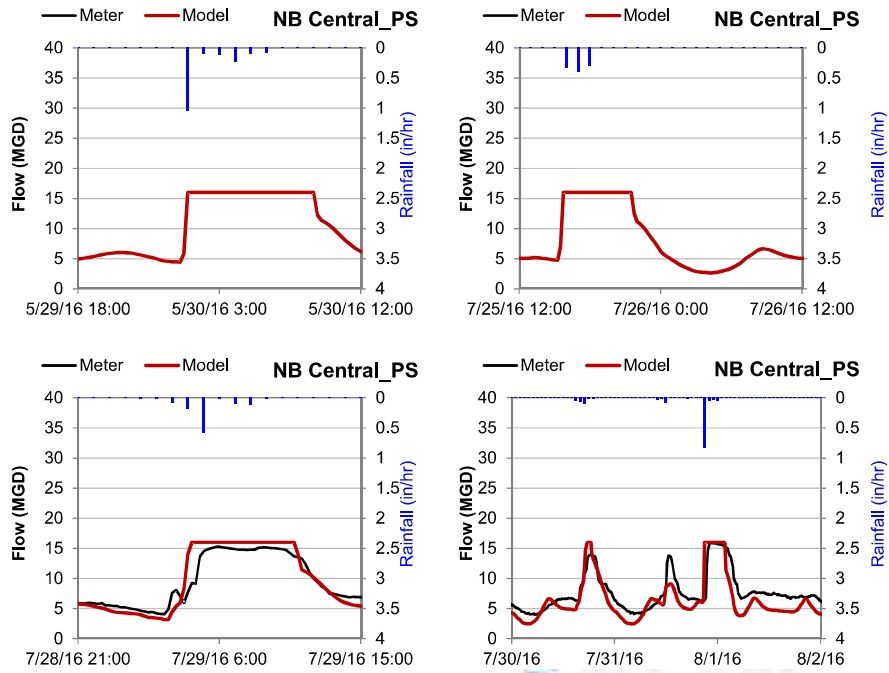 Meter Model NB Central_PS
40 35 30 25 20 15 10 5 0
Flow (MGD)
0 0.5 1 1.5 2 2.5 3 3.5 4
Rainfall (in/hr)
5/29/16 18:00 5/30/16 3:00 5/30/16 12:00
Meter Model NB Central_PS
40 35 30 25 20 15 10 5 0
Flow (MGD)
0 0.5 1 1.5 2 2.5 3 3.5 4
Rainfall (in/hr)
7/25/16 12:00 7/26/16 0:00 7/26/16 12:00
Meter Model NB Central_PS
40 35 30 25 20 15 10 5 0
Flow (MGD)
0 0.5 1 1.5 2 2.5 3 3.5 4
Rainfall (in/hr)
7/28/16 21:00 7/29/16 6:00 7/29/16 15:00
Meter Model NB Central_PS
40 35 30 25 20 15 10 5 0
Flow (MGD)
0 0.5 1 1.5 2 2.5 3 3.5 4
Rainfall (in/hr)
7/30/16 7/31/16 8/1/16 8/2/16